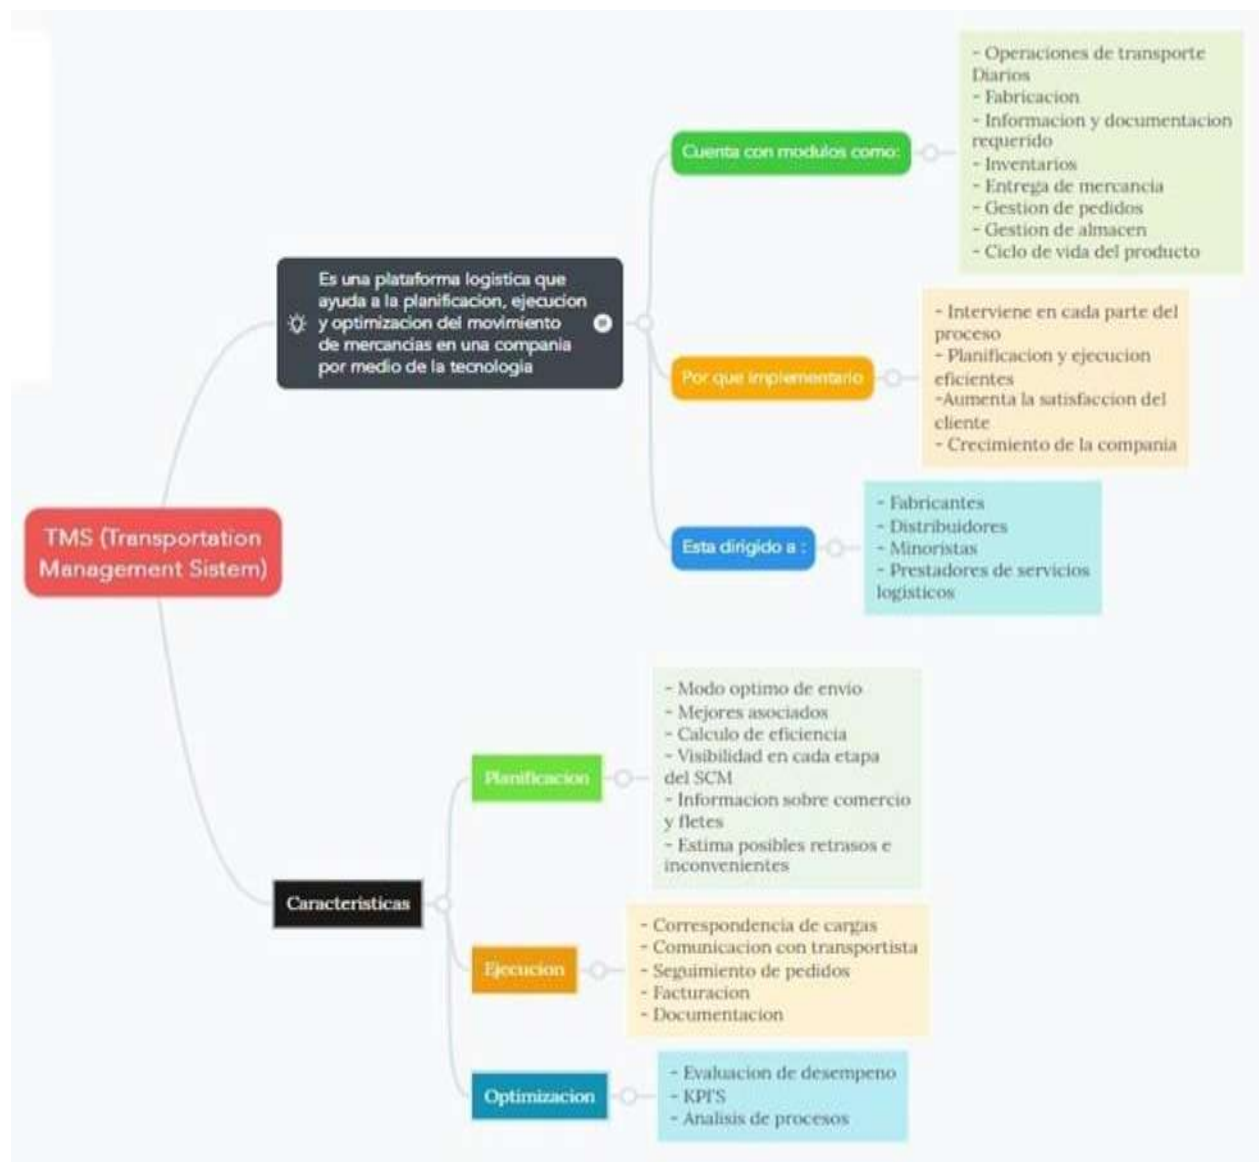 TMS (Transportation
Management Sistem)
Es una plataforma logistica que
ayuda a la planificacion, ejecucion
y optimizacion del movimiento
de mercancias en una compania
por medio de la tecnologia
Cuenta con modulos como:
- Operaciones de transporte
Diarios
- Fabricacion
- Informacion y documentacion
requerido
- Inventarios
- Entrega de mercancia
- Gestion de pedidos
- Gestion de almacen
- Ciclo de vida del producto
Por que implementarlo
- Interviene en cada parte del
proceso
- Planificacion y ejecucion
eficientes
-Aumenta la satisfaccion del
cliente
- Crecimiento de la compania
Esta dirigido a :
- Fabricantes
- Distribuidores
- Minoristas
- Prestadores de servicios
logisticos
Caracteristicas
Planificacion
- Modo optimo de envio
- Mejores asociados
- Calculo de eficiencia
- Visibilidad en cada etapa
del SCM
- Informacion sobre comercio
y fletes
- Estima posibles retrasos e
inconvenientes
Ejecucion
- Correspondencia de cargas
- Comunicacion con transportista
- Seguimiento de pedidos
- Facturacion
- Documentacion
Optimizacion
- Evaluacion de desempeno
- KPI'S
- Analisis de procesos